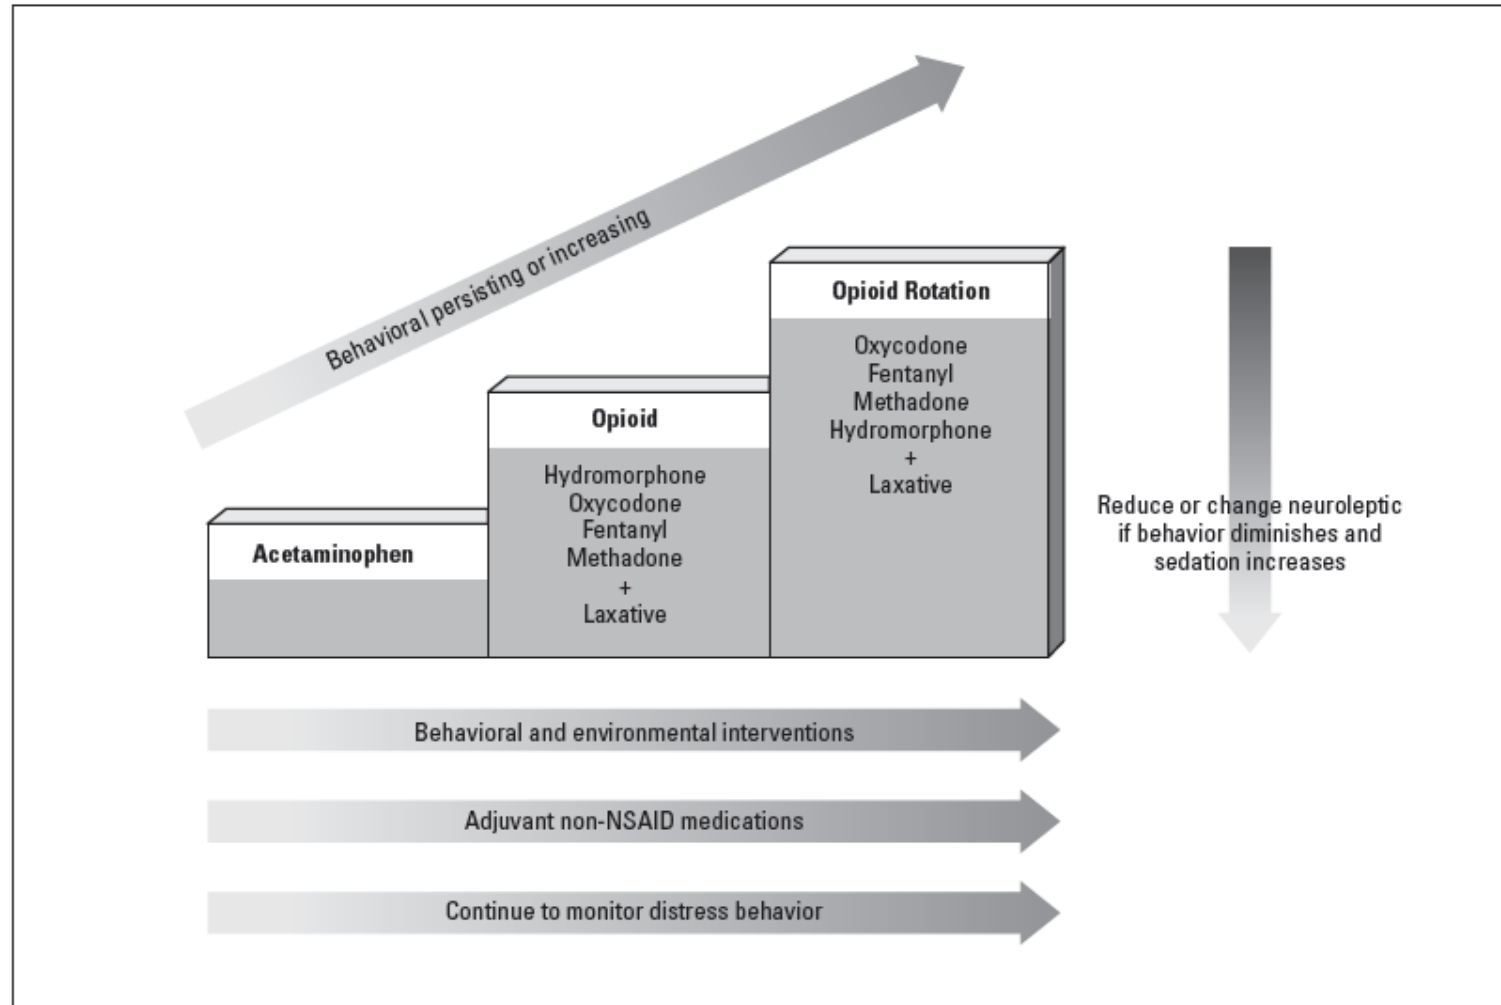 Behavioral persisting or increasing
Opioid Rotation
Oxycodone
Fentanyl
Methadone
Hydromorphone
+
Laxative
Opioid
Hydromorphone
Oxycodone
Fentanyl
Methadone
+
Laxative
Acetaminophen
Reduce or change neuroleptic
if behavior diminishes and
sedation increases
Behavioral and environmental interventions
Adjuvant non-NSAID medications
Continue to monitor distress behavior